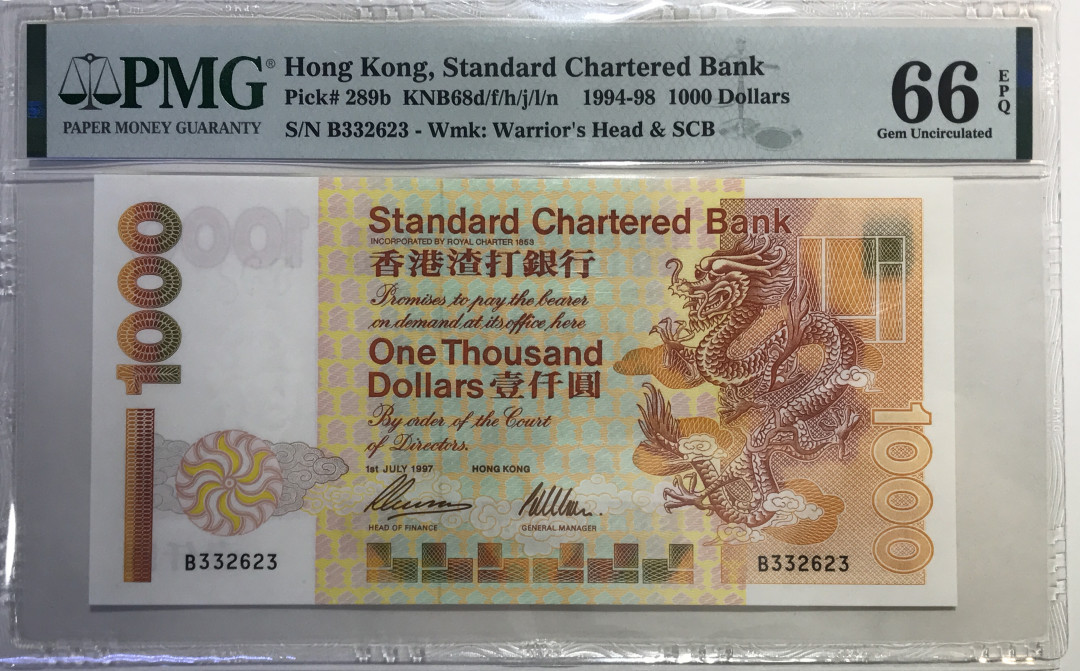 PMG®
PAPER MONEY GUARANTY
Hong Kong, Standard Chartered Bank
Pick# 289b KNB68d/f/h/j/l/n 1994-98 1000 Dollars
S/N B332623 - Wmk: Warrior's Head & SCB
66 EPQ
Gem Uncirculated
1000
Standard Chartered Bank
INCORPORATED BY ROYAL CHARTER 1853
香港渣打銀行
Promises to pay the bearer
on demand at its office here
One Thousand
Dollars 壹仟圓
By order of the Court
of Directors.
1st JULY 1997 HONG KONG
HEAD OF FINANCE GENERAL MANAGER
B332623 B332623
1000